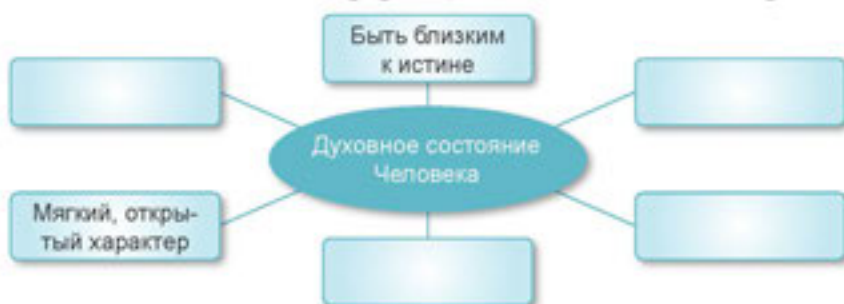 Быть близким
к истине
Духовное состояние
Человека
Мягкий, откры-
тый характер